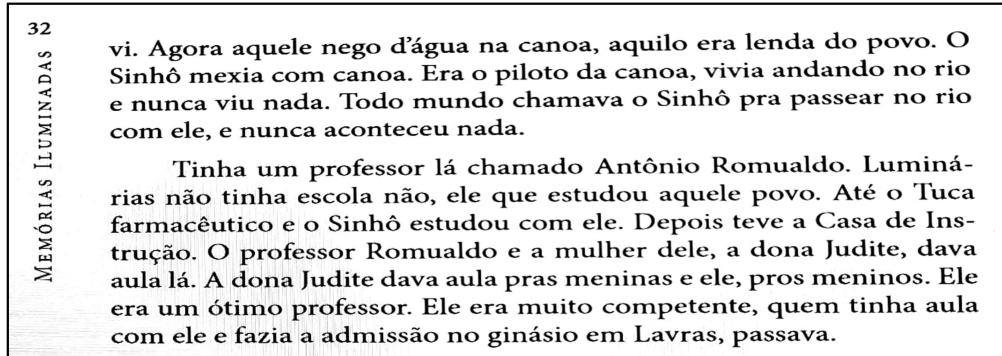 32
MEMÓRIAS ILUMINADAS
vi. Agora aquele nego d'água na canoa, aquilo era lenda do povo. O
Sinhô mexia com canoa. Era o piloto da canoa, vivia andando no rio
e nunca viu nada. Todo mundo chamava o Sinhô pra passear no rio
com ele, e nunca aconteceu nada.
Tinha um professor lá chamado Antônio Romualdo. Luminá-
rias não tinha escola não, ele que estudou aquele povo. Até o Tuca
farmacêutico e o Sinhô estudou com ele. Depois teve a Casa de Ins-
trução. O professor Romualdo e a mulher dele, a dona Judite, dava
aula lá. A dona Judite dava aula pras meninas e ele, pros meninos. Ele
era um ótimo professor. Ele era muito competente, quem tinha aula
com ele e fazia a admissão no ginásio em Lavras, passava.